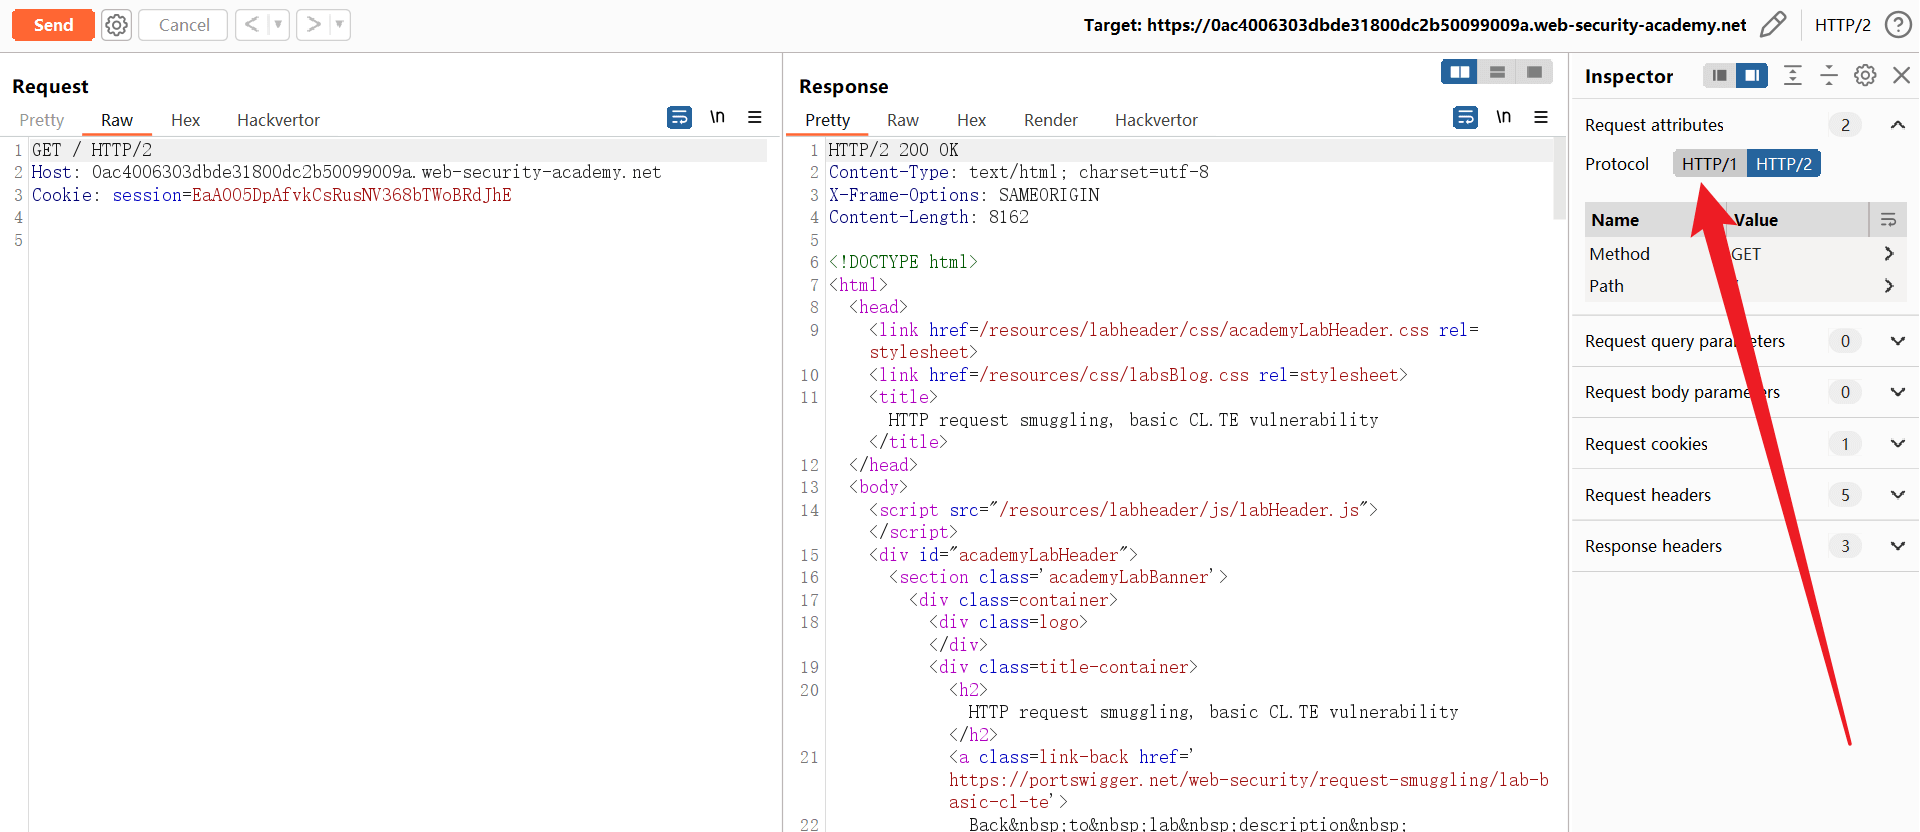 Send
Cancel
< ▼
> ▼
Target: https://0ac4006303dbde31800dc2b50099009a.web-security-academy.net
HTTP/2
?
Request
Pretty Raw Hex Hackvertor
\n
1 GET / HTTP/2
2 Host: 0ac4006303dbde31800dc2b50099009a.web-security-academy.net
3 Cookie: session=EaAO05DpAfvkCsRusNV368bTWoBRdJhE
4
5
Response
Pretty Raw Hex Render Hackvertor
\n
1 HTTP/2 200 OK
2 Content-Type: text/html; charset=utf-8
3 X-Frame-Options: SAMEORIGIN
4 Content-Length: 8162
5
6 <!DOCTYPE html>
7 <html>
8 <head>
9 <link href=/resources/labheader/css/academyLabHeader.css rel=
stylesheet>
10 <link href=/resources/css/labsBlog.css rel=stylesheet>
11 <title>
HTTP request smuggling, basic CL.TE vulnerability
</title>
12 </head>
13 <body>
14 <script src="/resources/labheader/js/labHeader.js">
</script>
15 <div id="academyLabHeader">
16 <section class='academyLabBanner'>
17 <div class=container>
18 <div class=logo>
</div>
19 <div class=title-container>
20 <h2>
HTTP request smuggling, basic CL.TE vulnerability
</h2>
21 <a class=link-back href='
https://portswigger.net/web-security/request-smuggling/lab-b
asic-cl-te'>
22 Back&nbsp;to&nbsp;lab&nbsp;description&nbsp;
Inspector
Request attributes 2
Protocol HTTP/1 HTTP/2
Name Value
Method GET
Path
Request query parameters 0
Request body parameters 0
Request cookies 1
Request headers 5
Response headers 3